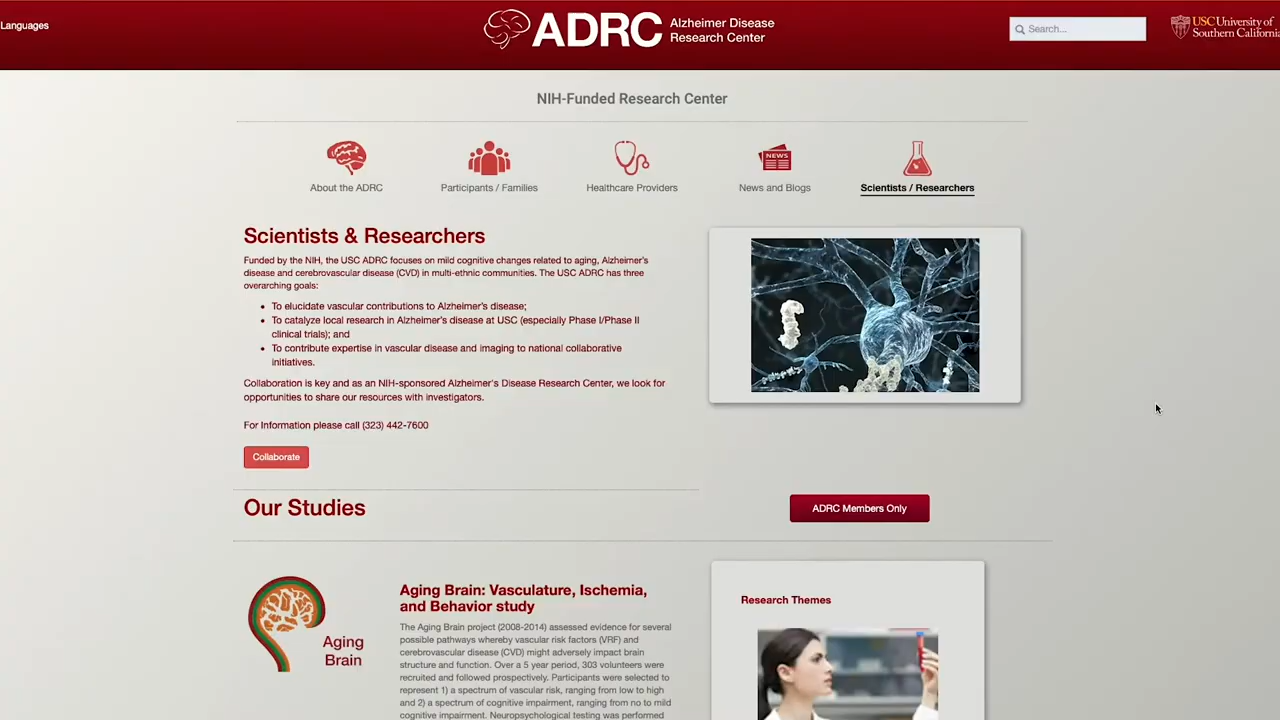 Languages
ADRC Alzheimer Disease
Research Center
Search...
USC University of
Southern California
NIH-Funded Research Center
About the ADRC
Participants / Families
Healthcare Providers
NEWS
News and Blogs
Scientists / Researchers
Scientists & Researchers
Funded by the NIH, the USC ADRC focuses on mild cognitive changes related to aging, Alzheimer's
disease and cerebrovascular disease (CVD) in multi-ethnic communities. The USC ADRC has three
overarching goals:
• To elucidate vascular contributions to Alzheimer's disease;
• To catalyze local research in Alzheimer's disease at USC (especially Phase I/Phase II
clinical trials); and
• To contribute expertise in vascular disease and imaging to national collaborative
initiatives.
Collaboration is key and as an NIH-sponsored Alzheimer's Disease Research Center, we look for
opportunities to share our resources with investigators.
For Information please call (323) 442-7600
Collaborate
Our Studies
ADRC Members Only
Aging
Brain
Aging Brain: Vasculature, Ischemia,
and Behavior study
The Aging Brain project (2008-2014) assessed evidence for several
possible pathways whereby vascular risk factors (VRF) and
cerebrovascular disease (CVD) might adversely impact brain
structure and function. Over a 5 year period, 303 volunteers were
recruited and followed prospectively. Participants were selected to
represent 1) a spectrum of vascular risk, ranging from low to high
and 2) a spectrum of cognitive impairment, ranging from no to mild
cognitive impairment. Neuropsychological testing was performed
Research Themes